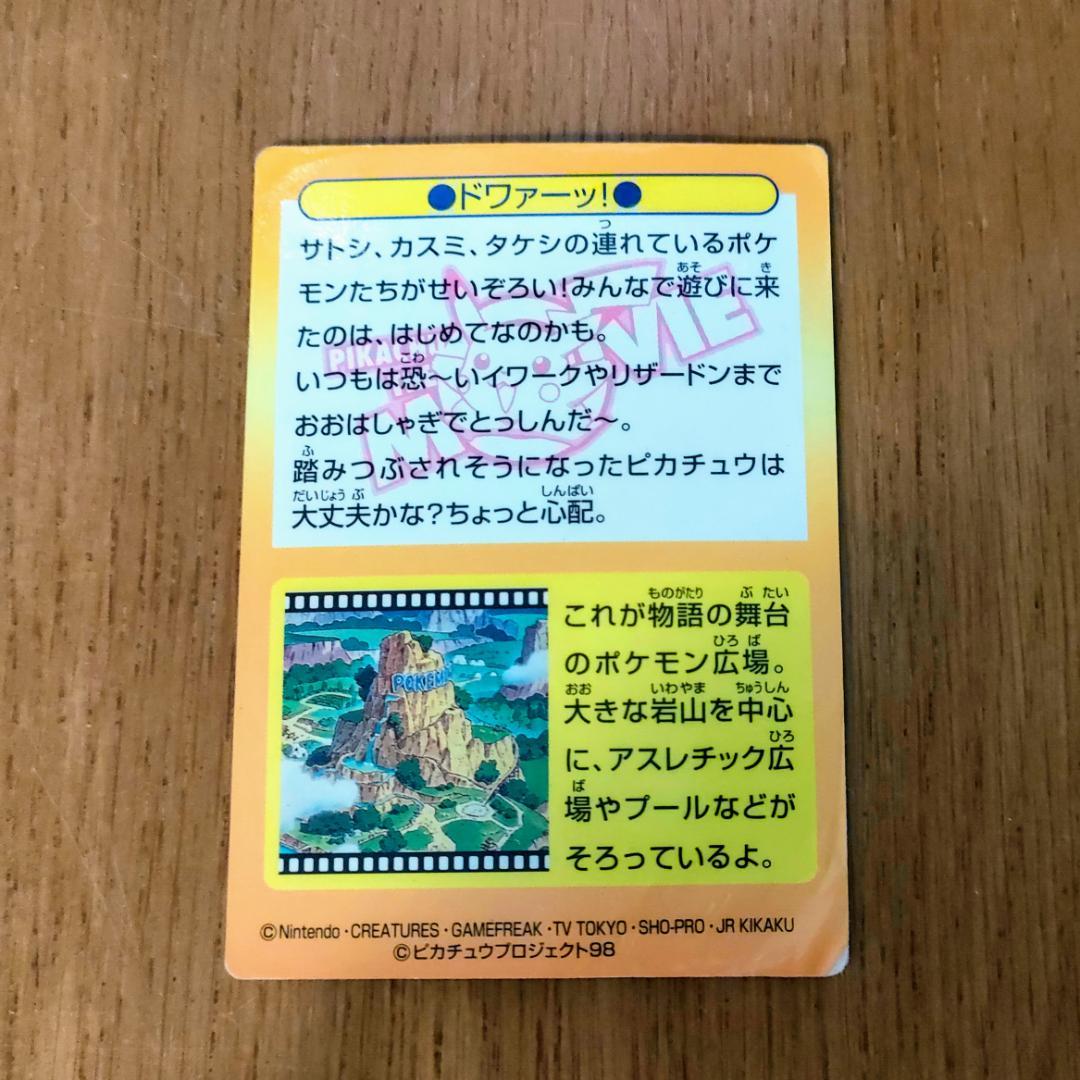 ●ドワァーッ!●
サトシ、カスミ、タケシの連れているポケ
モンたちがせいぞろい!みんなで遊びに来
たのは、はじめてなのかも。
いつもは恐〜いイワークやリザードンまで
おおはしゃぎでとっしんだ〜。
踏みつぶされそうになったピカチュウは
大丈夫かな?ちょっと心配。
PIKACHU
MOVIE
POKEMO
これが物語の舞台
のポケモン広場。
大きな岩山を中心
に、アスレチック広
場やプールなどが
そろっているよ。
©Nintendo・CREATURES・GAMEFREAK・TV TOKYO・SHO-PRO・JR KIKAKU
©ピカチュウプロジェクト98